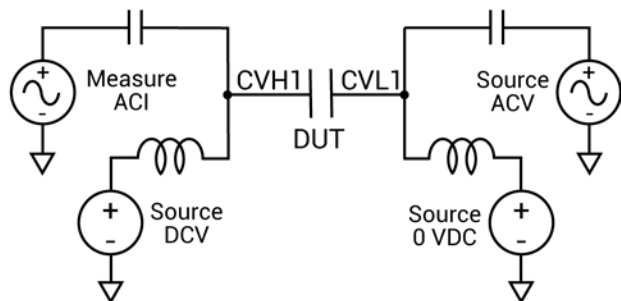 Measure
ACI
CVH1
CVL1
DUT
Source
ACV
Source
DCV
Source
0 VDC